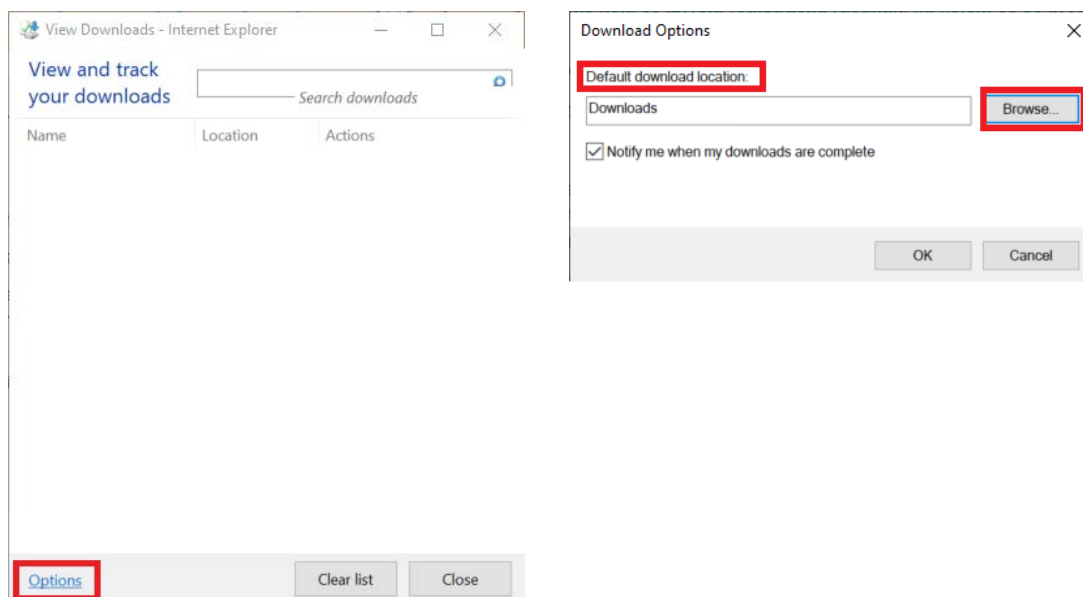 View Downloads - Internet Explorer
View and track
your downloads
Search downloads
Name Location Actions
Options Clear list Close
Download Options
Default download location:
Downloads Browse...
Notify me when my downloads are complete
OK Cancel